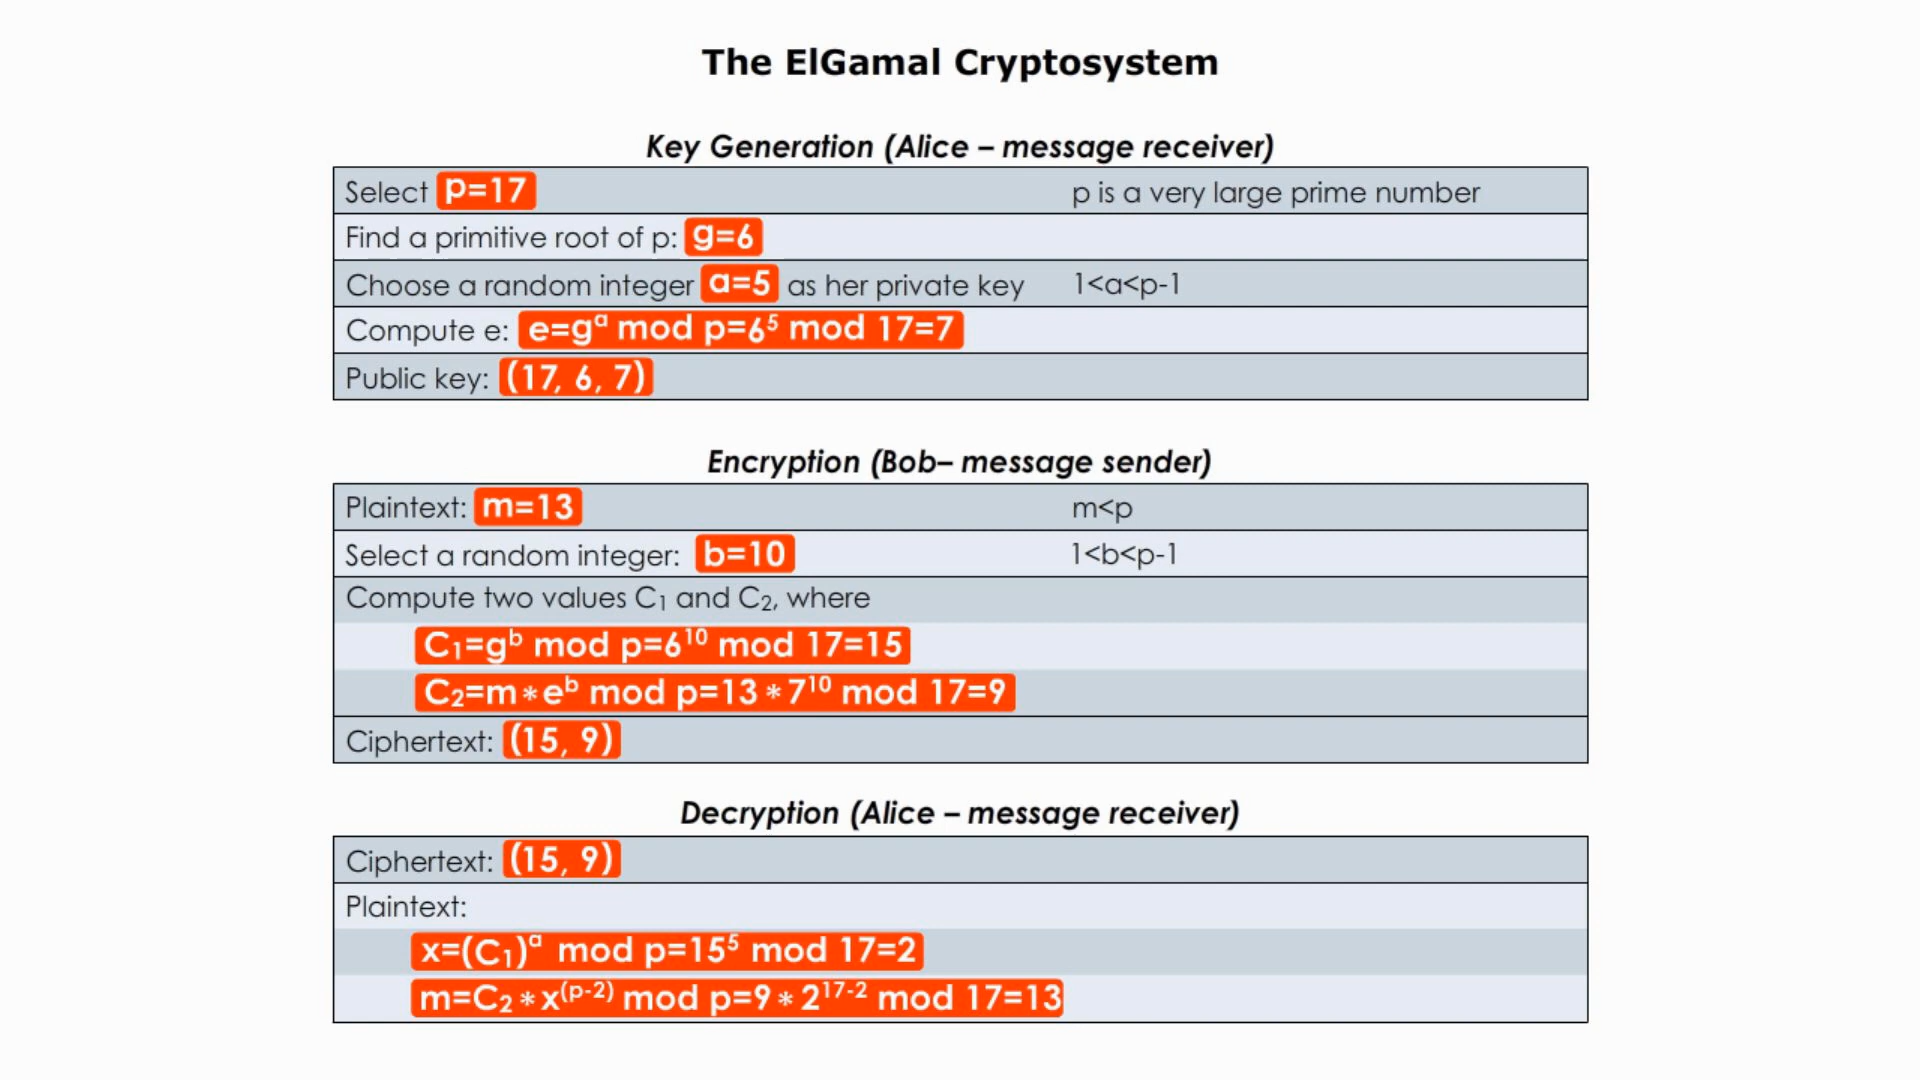 The ElGamal Cryptosystem
Key Generation (Alice – message receiver)
Select p=17 p is a very large prime number
Find a primitive root of p: g=6
Choose a random integer a=5 as her private key 1<a<p-1
Compute e: e=gᵃ mod p=6⁵ mod 17=7
Public key: (17, 6, 7)
Encryption (Bob– message sender)
Plaintext: m=13 m<p
Select a random integer: b=10 1<b<p-1
Compute two values C₁ and C₂, where
C₁=gᵇ mod p=6¹⁰ mod 17=15
C₂=m*eᵇ mod p=13*7¹⁰ mod 17=9
Ciphertext: (15, 9)
Decryption (Alice – message receiver)
Ciphertext: (15, 9)
Plaintext:
x=(C₁)ᵃ mod p=15⁵ mod 17=2
m=C₂*x⁽ᵖ⁻²⁾ mod p=9*2¹⁷⁻² mod 17=13